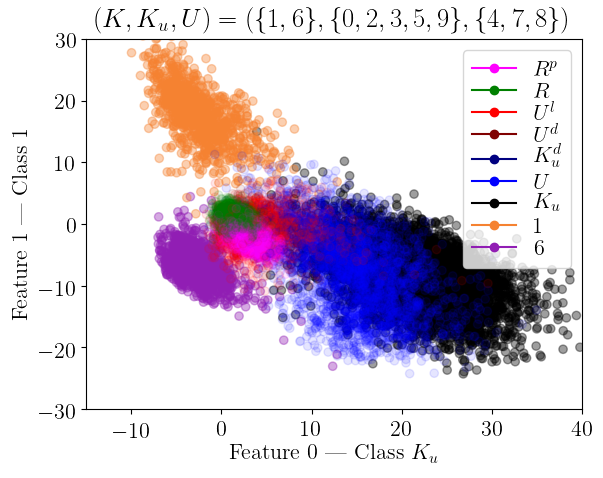 (K, K_u, U) = ({1, 6}, {0, 2, 3, 5, 9}, {4, 7, 8})
30
20
10
0
−10
−20
−30
Feature 1 — Class 1
R^p
R
U^l
U^d
K_u^d
U
K_u
1
6
−10 0 10 20 30 40
Feature 0 — Class K_u